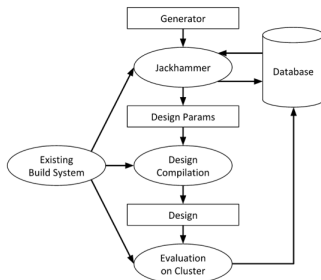 Generator
Jackhammer
Database
Design Params
Existing
Build System
Design
Compilation
Design
Evaluation
on Cluster